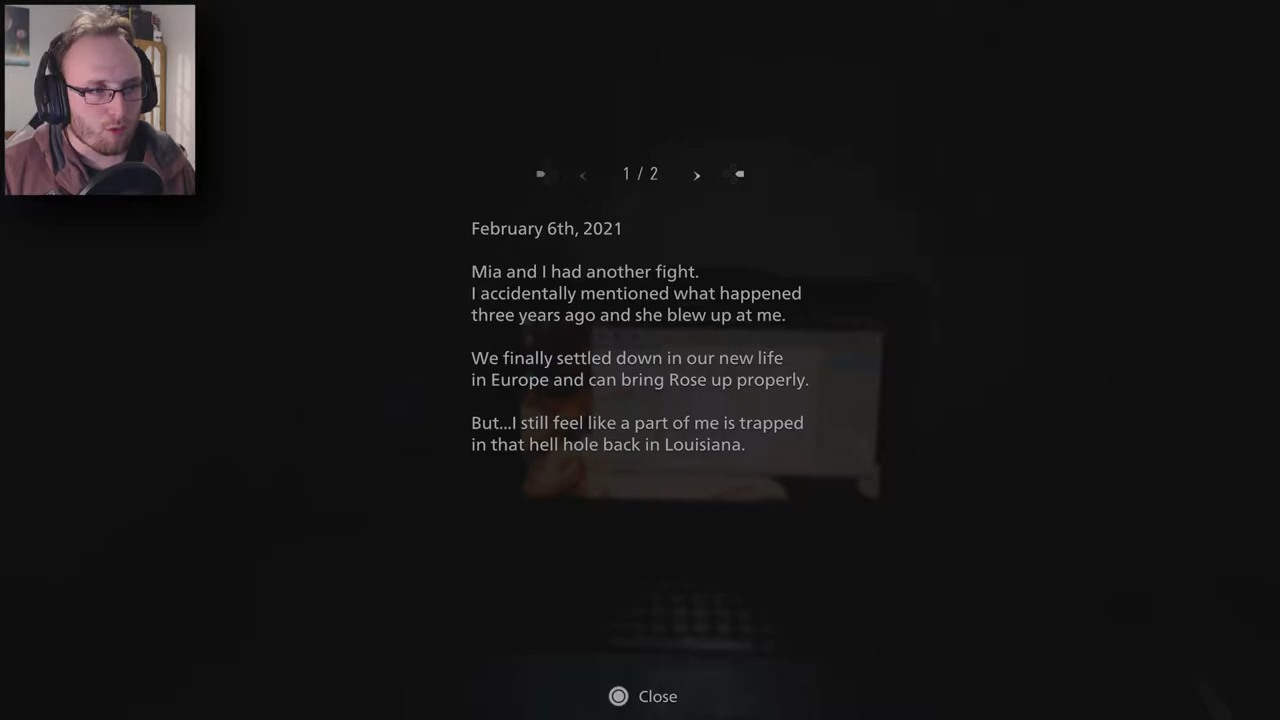 1 / 2
February 6th, 2021
Mia and I had another fight.
I accidentally mentioned what happened
three years ago and she blew up at me.
We finally settled down in our new life
in Europe and can bring Rose up properly.
But...I still feel like a part of me is trapped
in that hell hole back in Louisiana.
Close